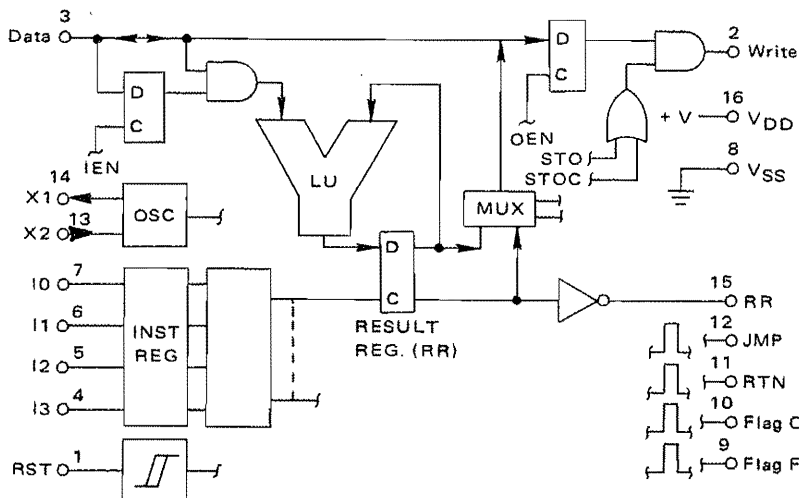 3
Data
D
C
IEN
14
X1
13
X2
OSC
LU
D
C
OEN
2
Write
16
+ V
VDD
STO
STOC
8
VSS
MUX
7
I0
6
I1
5
I2
4
I3
INST
REG
D
C
RESULT
REG. (RR)
15
RR
12
JMP
11
RTN
10
Flag O
9
Flag F
1
RST